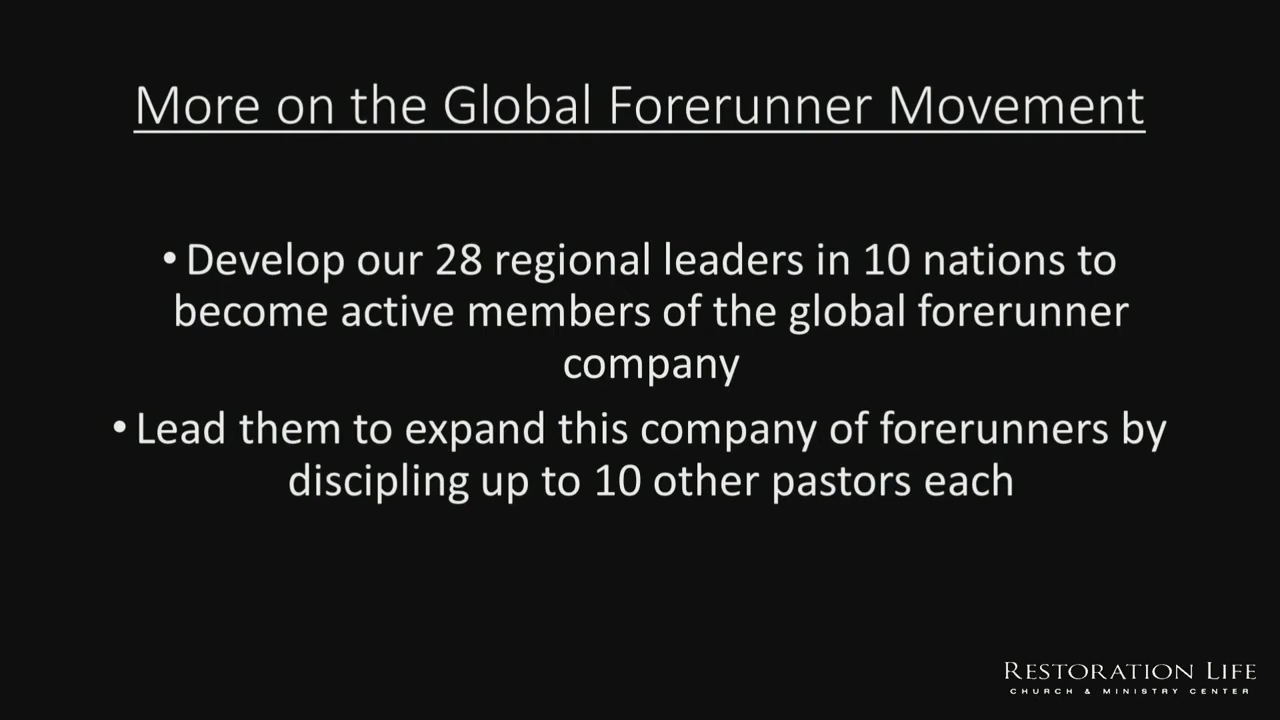 More on the Global Forerunner Movement
• Develop our 28 regional leaders in 10 nations to
become active members of the global forerunner
company
• Lead them to expand this company of forerunners by
discipling up to 10 other pastors each
RESTORATION LIFE
CHURCH & MINISTRY CENTER